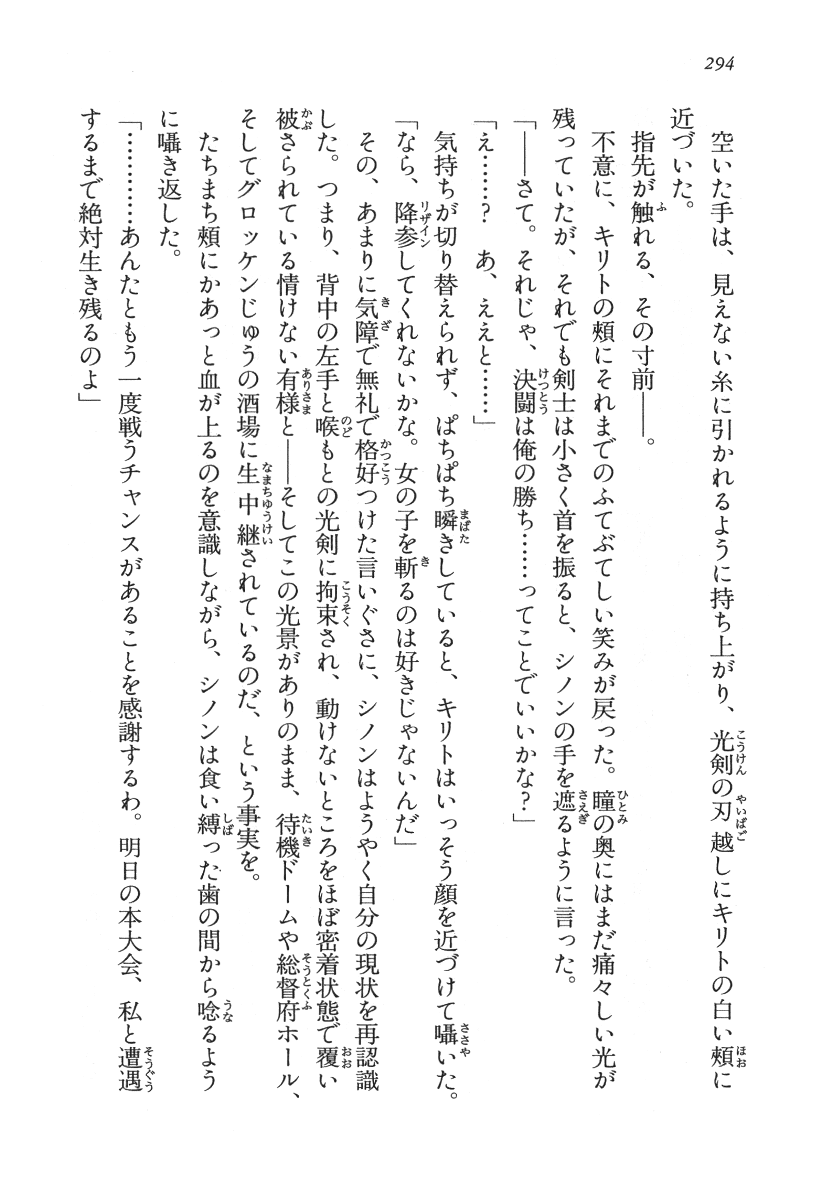 294
空いた手は、見えない糸に引かれるように持ち上がり、光剣の刃越しにキリトの白い頬に
近づいた。
指先が触れる、その寸前――。
不意に、キリトの頬にそれまでのふてぶてしい笑みが戻った。瞳の奥にはまだ痛々しい光が
残っていたが、それでも剣士は小さく首を振ると、シノンの手を遮るように言った。
「――さて。それじゃ、決闘は俺の勝ち……ってことでいいかな?」
「え……? あ、ええと……」
気持ちが切り替えられず、ぱちぱち瞬きしていると、キリトはいっそう顔を近づけて囁いた。
「なら、降参してくれないかな。女の子を斬るのは好きじゃないんだ」
その、あまりに気障で無礼で格好つけた言いぐさに、シノンはようやく自分の現状を再認識
した。つまり、背中の左手と喉もとの光剣に拘束され、動けないところをほぼ密着状態で覆い
被さられている情けない有様と――そしてこの光景がありのまま、待機ドームや総督府ホール、
そしてグロッケンじゅうの酒場に生中継されているのだ、という事実を。
たちまち頬にかあっと血が上るのを意識しながら、シノンは食い縛った歯の間から唸るよう
に囁き返した。
「…………あんたともう一度戦うチャンスがあることを感謝するわ。明日の本大会、私と遭遇
するまで絶対生き残るのよ」